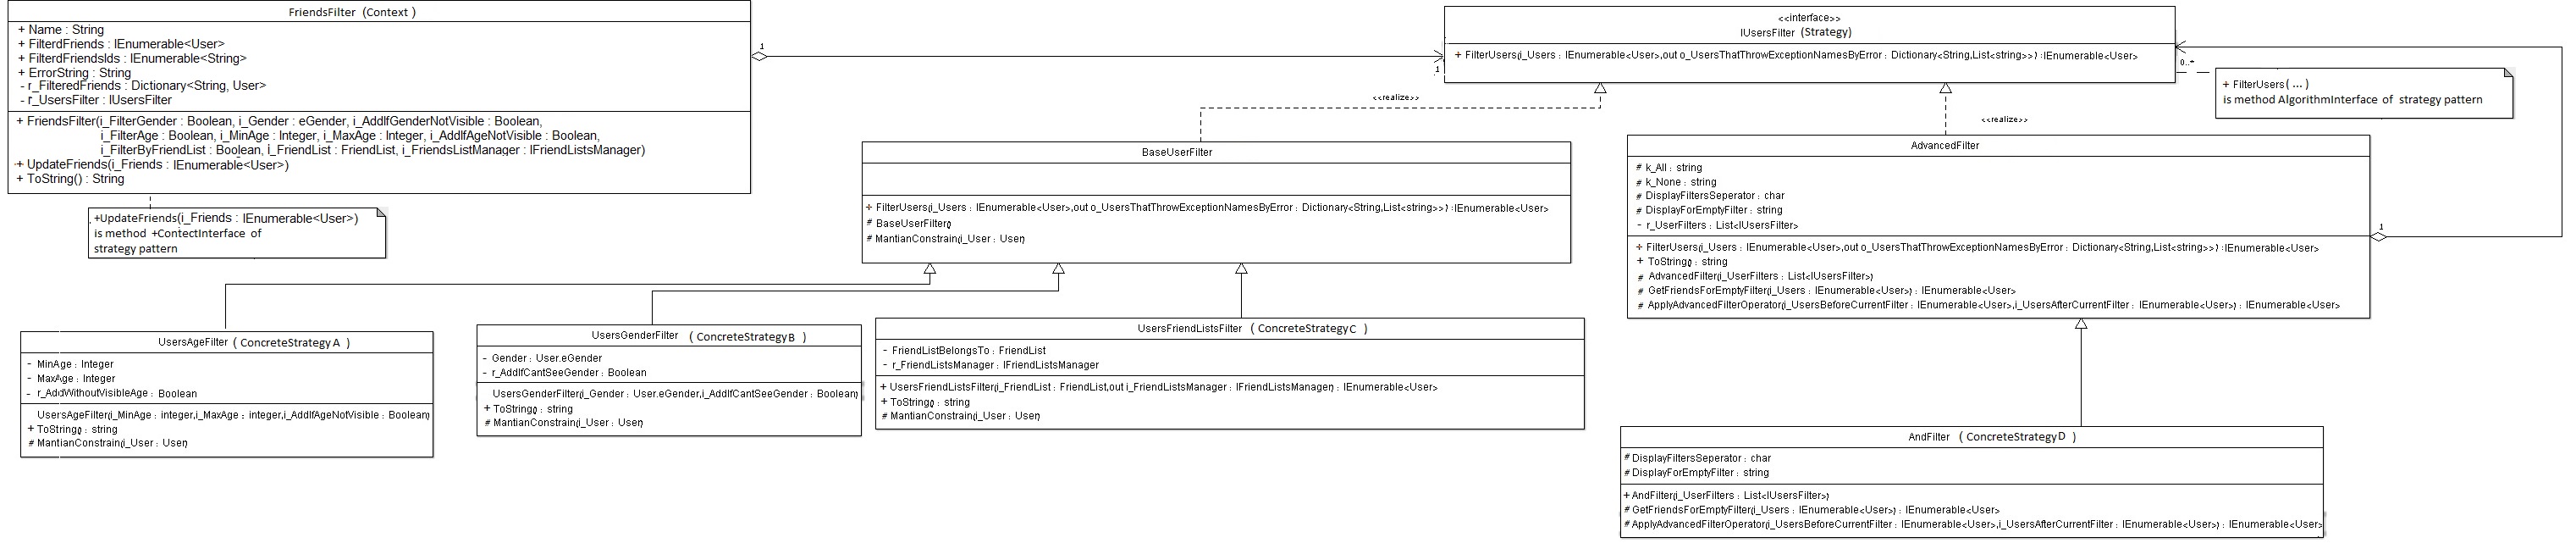 FriendsFilter (Context )
+ Name : String
+ FilterdFriends : IEnumerable<User>
+ FilterdFriendsIds : IEnumerable<String>
+ ErrorString : String
- r_FilteredFriends : Dictionary<String, User>
- r_UsersFilter : IUsersFilter
+ FriendsFilter(i_FilterGender : Boolean, i_Gender : eGender, i_AddIfGenderNotVisible : Boolean,
i_FilterAge : Boolean, i_MinAge : Integer, i_MaxAge : Integer, i_AddIfAgeNotVisible : Boolean,
i_FilterByFriendList : Boolean, i_FriendList : FriendList, i_FriendsListManager : IFriendListsManager)
+ UpdateFriends(i_Friends : IEnumerable<User>)
+ ToString() : String
+UpdateFriends(i_Friends : IEnumerable<User>)
is method +ContectInterface of
strategy pattern
1
1
<<interface>>
IUsersFilter (Strategy)
+ FilterUsers(i_Users : IEnumerable<User>,out o_UsersThatThrowExceptionNamesByError : Dictionary<String,List<string>>) : IEnumerable<User>
0..*
+ FilterUsers( ... )
is method AlgorithmInterface of strategy pattern
<<realize>>
<<realize>>
BaseUserFilter
+ FilterUsers(i_Users : IEnumerable<User>,out o_UsersThatThrowExceptionNamesByError : Dictionary<String,List<string>>) : IEnumerable<User>
# BaseUserFilter()
# MantianConstrain(i_User : User)
AdvancedFilter
# k_All : string
# k_None : string
# DisplayFiltersSeperator : char
# DisplayForEmptyFilter : string
- r_UserFilters : List<IUsersFilter>
+ FilterUsers(i_Users : IEnumerable<User>,out o_UsersThatThrowExceptionNamesByError : Dictionary<String,List<string>>) : IEnumerable<User>
+ ToString() : string
# AdvancedFilter(i_UserFilters : List<IUsersFilter>)
# GetFriendsForEmptyFilter(i_Users : IEnumerable<User>) : IEnumerable<User>
# ApplyAdvancedFilterOperator(i_UsersBeforeCurrentFilter : IEnumerable<User>,i_UsersAfterCurrentFilter : IEnumerable<User>) : IEnumerable<User>
1
UsersAgeFilter ( ConcreteStrategy A )
- MinAge : Integer
- MaxAge : Integer
- r_AddWithoutVisibleAge : Boolean
UsersAgeFilter(i_MinAge : integer,i_MaxAge : integer,i_AddIfAgeNotVisible : Boolean)
+ ToString() : string
# MantianConstrain(i_User : User)
UsersGenderFilter ( ConcreteStrategy B )
- Gender : User.eGender
- r_AddIfCantSeeGender : Boolean
UsersGenderFilter(i_Gender : User.eGender,i_AddIfCantSeeGender : Boolean)
+ ToString() : string
# MantianConstrain(i_User : User)
UsersFriendListsFilter ( ConcreteStrategy C )
- FriendListBelongsTo : FriendList
- r_FriendListsManager : IFriendListsManager
+ UsersFriendListsFilter(i_FriendList : FriendList,out i_FriendListsManager : IFriendListsManager) : IEnumerable<User>
+ ToString() : string
# MantianConstrain(i_User : User)
AndFilter ( ConcreteStrategy D )
# DisplayFiltersSeperator : char
# DisplayForEmptyFilter : string
+ AndFilter(i_UserFilters : List<IUsersFilter>)
# GetFriendsForEmptyFilter(i_Users : IEnumerable<User>) : IEnumerable<User>
# ApplyAdvancedFilterOperator(i_UsersBeforeCurrentFilter : IEnumerable<User>,i_UsersAfterCurrentFilter : IEnumerable<User>) : IEnumerable<User>